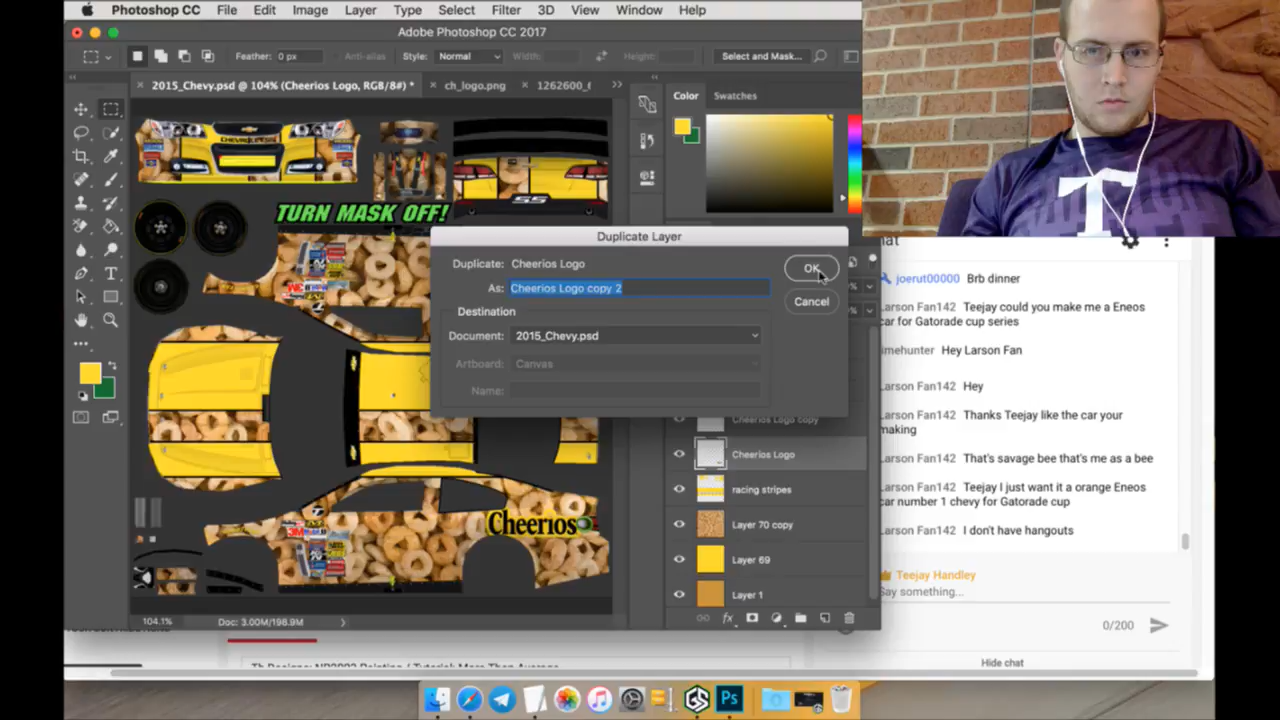 Photoshop CC File Edit Image Layer Type Select Filter 3D View Window Help
Adobe Photoshop CC 2017
Feather: 0 px Anti-alias Style: Normal Width: Height: Select and Mask...
2015_Chevy.psd @ 104% (Cheerios Logo, RGB/8#) * ch_logo.png
Color Swatches
CHEVROLET
SS
TURN MASK OFF!
Duplicate Layer
Duplicate: Cheerios Logo
OK
As: Cheerios Logo copy 2
Cancel
Destination
Document: 2015_Chevy.psd
Artboard: Canvas
Name:
T
joerut00000 Brb dinner
Larson Fan142 Teejay could you make me a Eneos
car for Gatorade cup series
Hey Larson Fan
Larson Fan142 Hey
Larson Fan142 Thanks Teejay like the car your
making
Larson Fan142 That's savage bee that's me as a bee
Larson Fan142 Teejay I just want it a orange Eneos
car number 1 chevy for Gatorade cup
Larson Fan142 I don't have hangouts
Teejay Handley
Say something...
0/200
Hide chat
Cheerios Logo copy
Cheerios Logo
racing stripes
Layer 70 copy
Layer 69
Layer 1
fx
Cheerios
3M
104.1% Doc: 3.00M/198.9M
Ps